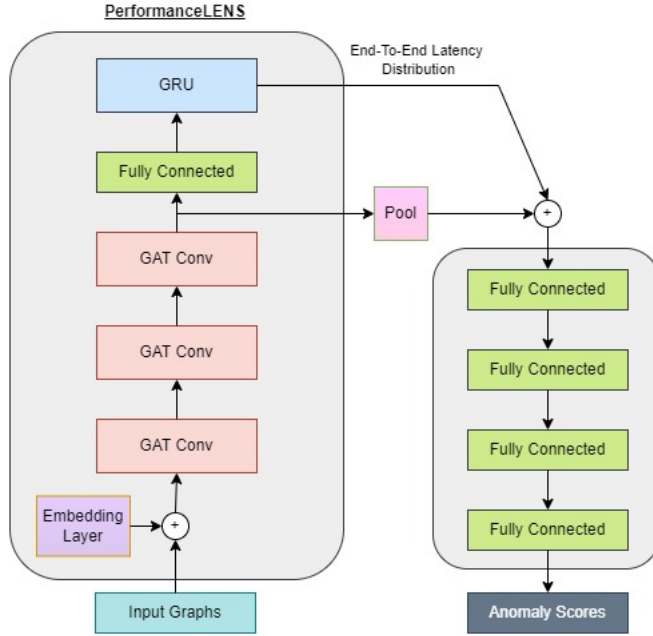 PerformanceLENS
End-To-End Latency
Distribution
GRU
Fully Connected
Pool
+
GAT Conv
GAT Conv
GAT Conv
Embedding
Layer
+
Input Graphs
Fully Connected
Fully Connected
Fully Connected
Fully Connected
Anomaly Scores